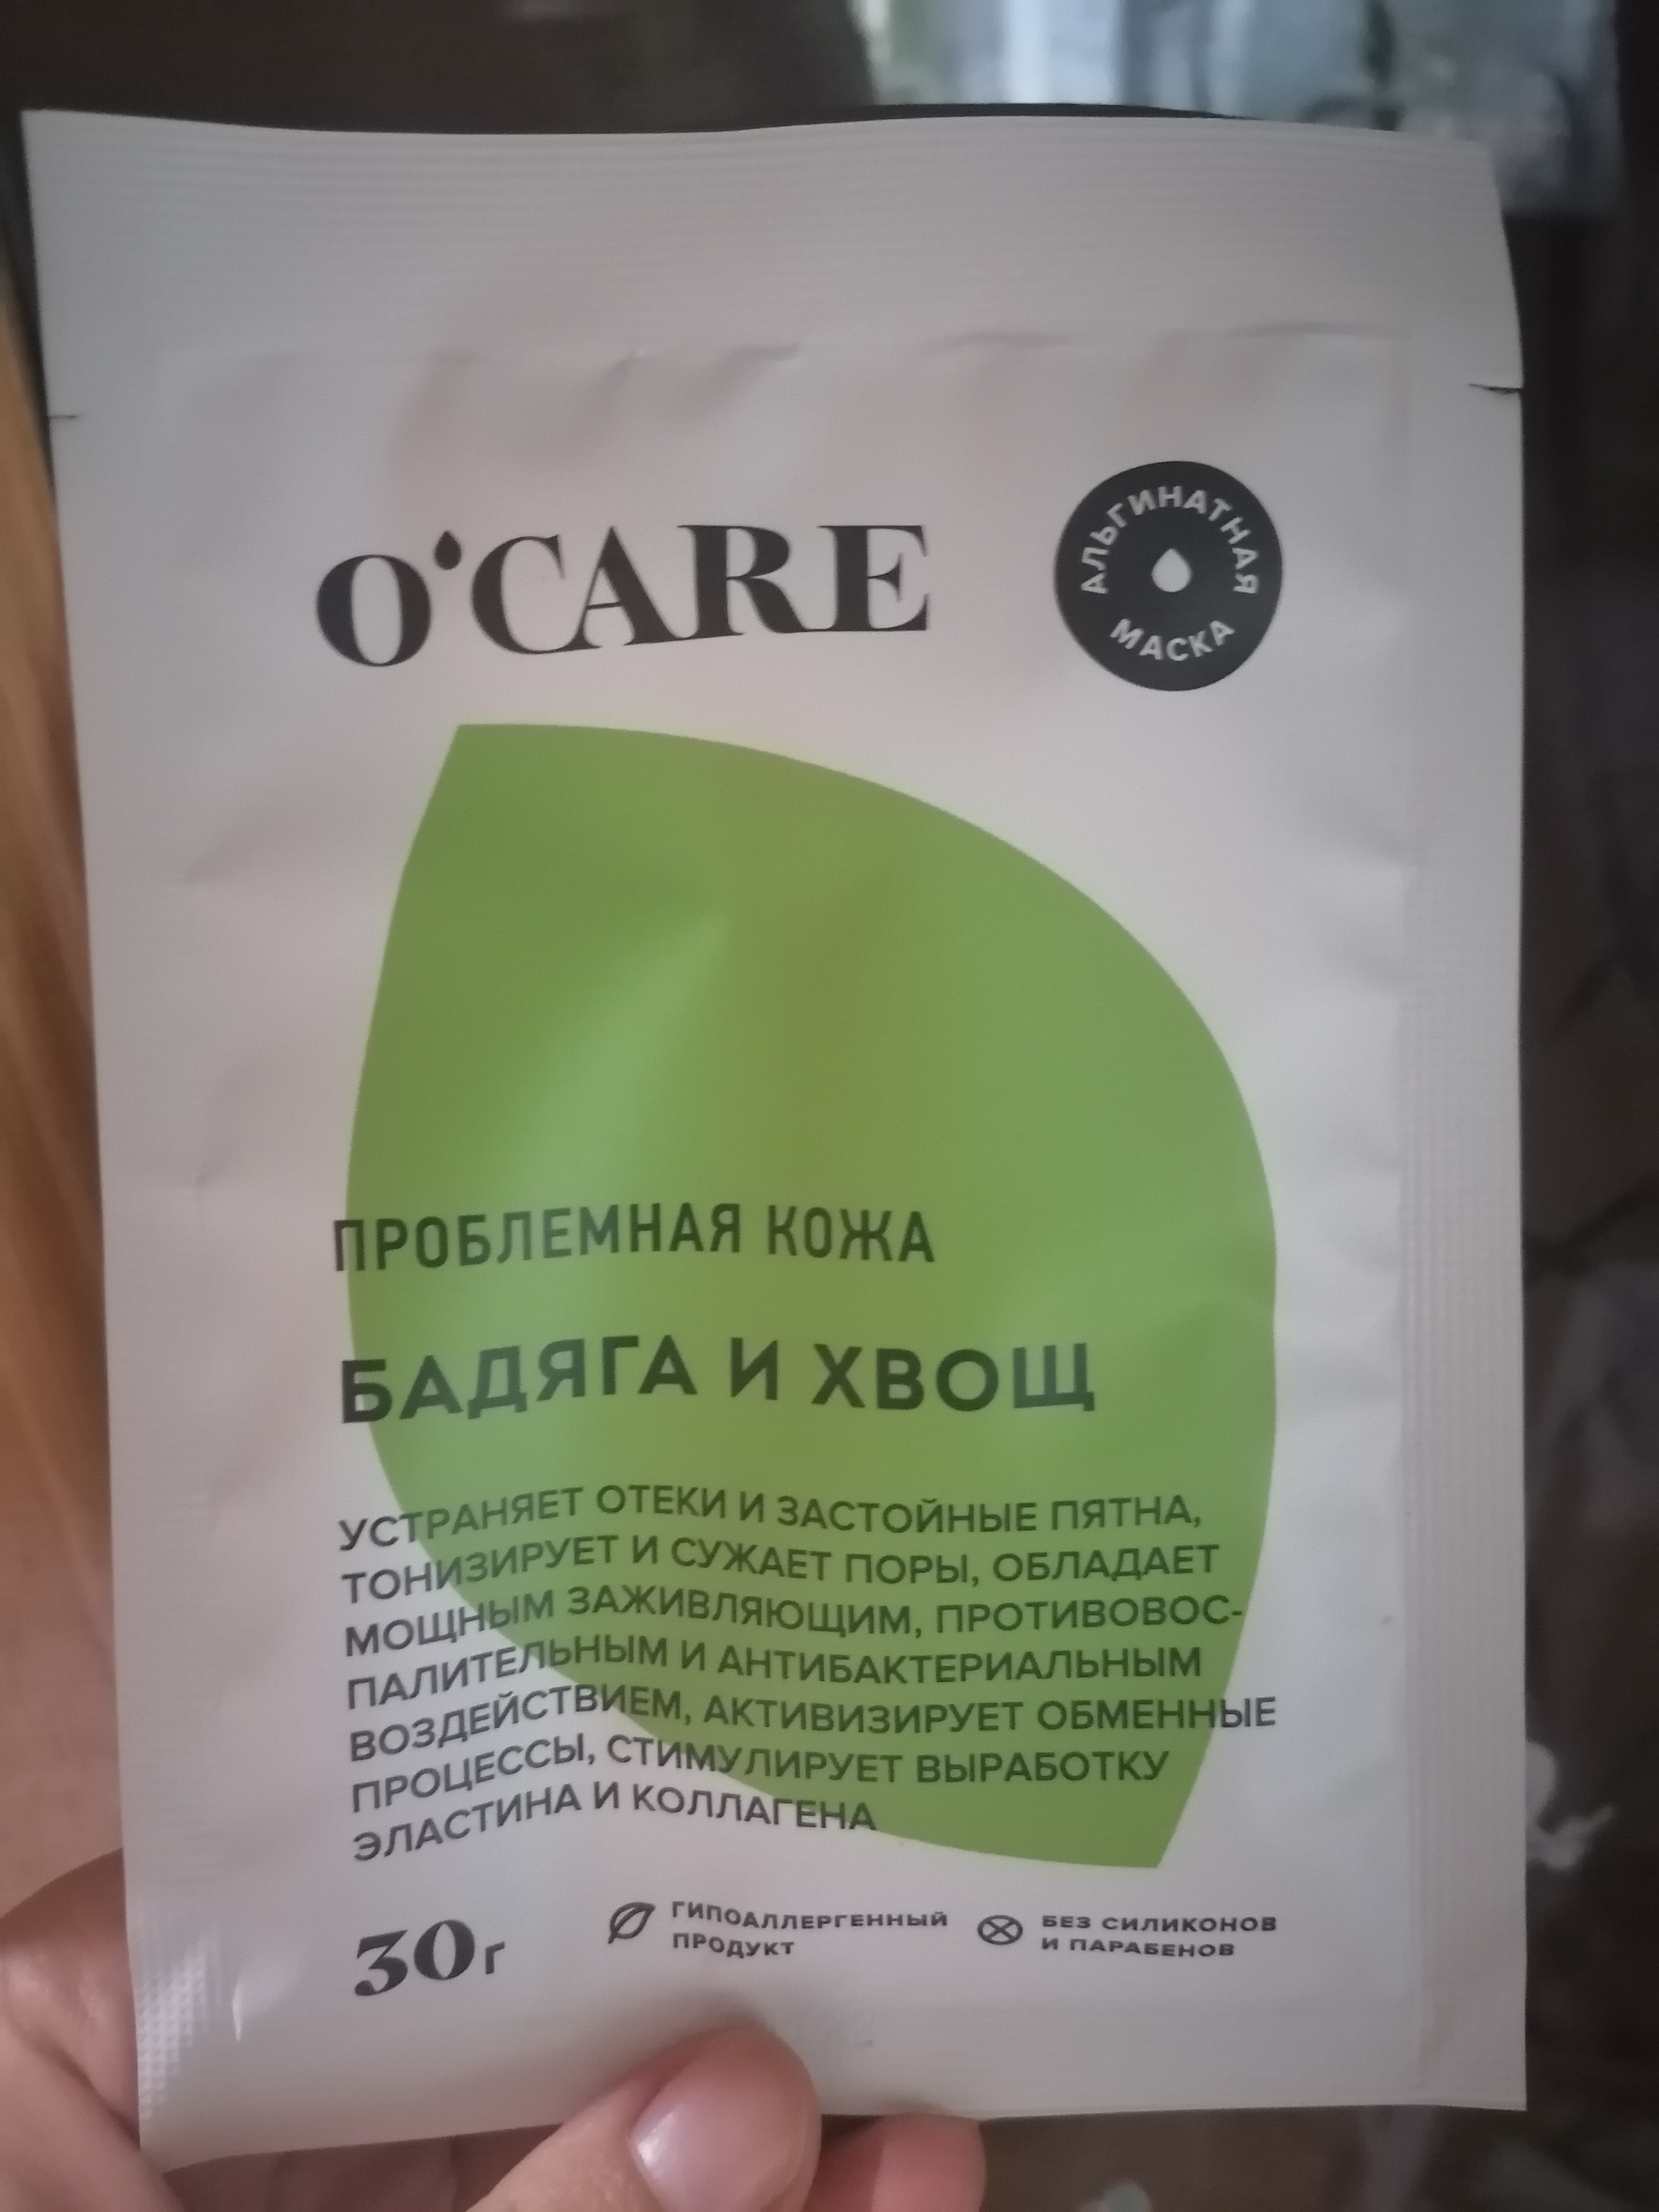 O'CARE
АЛЬГИНАТНАЯ
МАСКА
ПРОБЛЕМНАЯ КОЖА
БАДЯГА И ХВОЩ
УСТРАНЯЕТ ОТЕКИ И ЗАСТОЙНЫЕ ПЯТНА,
ТОНИЗИРУЕТ И СУЖАЕТ ПОРЫ, ОБЛАДАЕТ
МОЩНЫМ ЗАЖИВЛЯЮЩИМ, ПРОТИВОВОС-
ПАЛИТЕЛЬНЫМ И АНТИБАКТЕРИАЛЬНЫМ
ВОЗДЕЙСТВИЕМ, АКТИВИЗИРУЕТ ОБМЕННЫЕ
ПРОЦЕССЫ, СТИМУЛИРУЕТ ВЫРАБОТКУ
ЭЛАСТИНА И КОЛЛАГЕНА
30г
ГИПОАЛЛЕРГЕННЫЙ
ПРОДУКТ
БЕЗ СИЛИКОНОВ
И ПАРАБЕНОВ